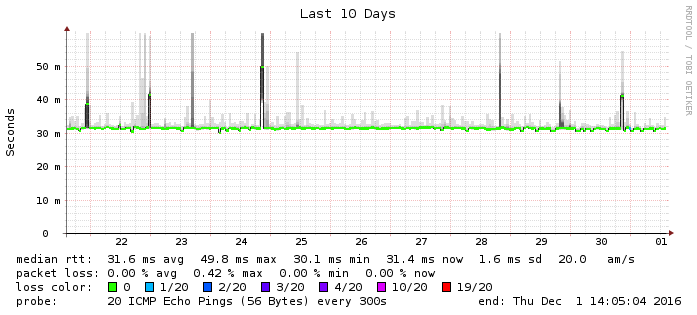 Last 10 Days
RRDTOOL / TOBI OETIKER
Seconds
50 m
40 m
30 m
20 m
10 m
0
22 23 24 25 26 27 28 29 30 01
median rtt: 31.6 ms avg 49.8 ms max 30.1 ms min 31.4 ms now 1.6 ms sd 20.0 am/s
packet loss: 0.00 % avg 0.42 % max 0.00 % min 0.00 % now
loss color: 0 1/20 2/20 3/20 4/20 10/20 19/20
probe: 20 ICMP Echo Pings (56 Bytes) every 300s end: Thu Dec 1 14:05:04 2016